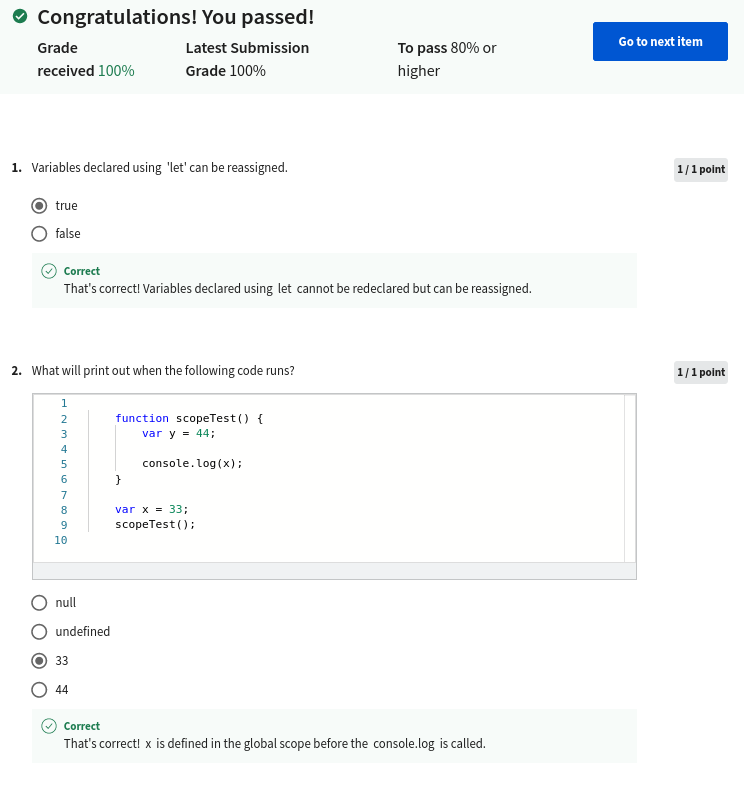 Congratulations! You passed!
Grade received 100%
Latest Submission Grade 100%
To pass 80% or higher
Go to next item
1. Variables declared using 'let' can be reassigned.
1 / 1 point
true
false
Correct
That's correct! Variables declared using let cannot be redeclared but can be reassigned.
2. What will print out when the following code runs?
1 / 1 point
1
2 function scopeTest() {
3 var y = 44;
4
5 console.log(x);
6 }
7
8 var x = 33;
9 scopeTest();
10
null
undefined
33
44
Correct
That's correct! x is defined in the global scope before the console.log is called.